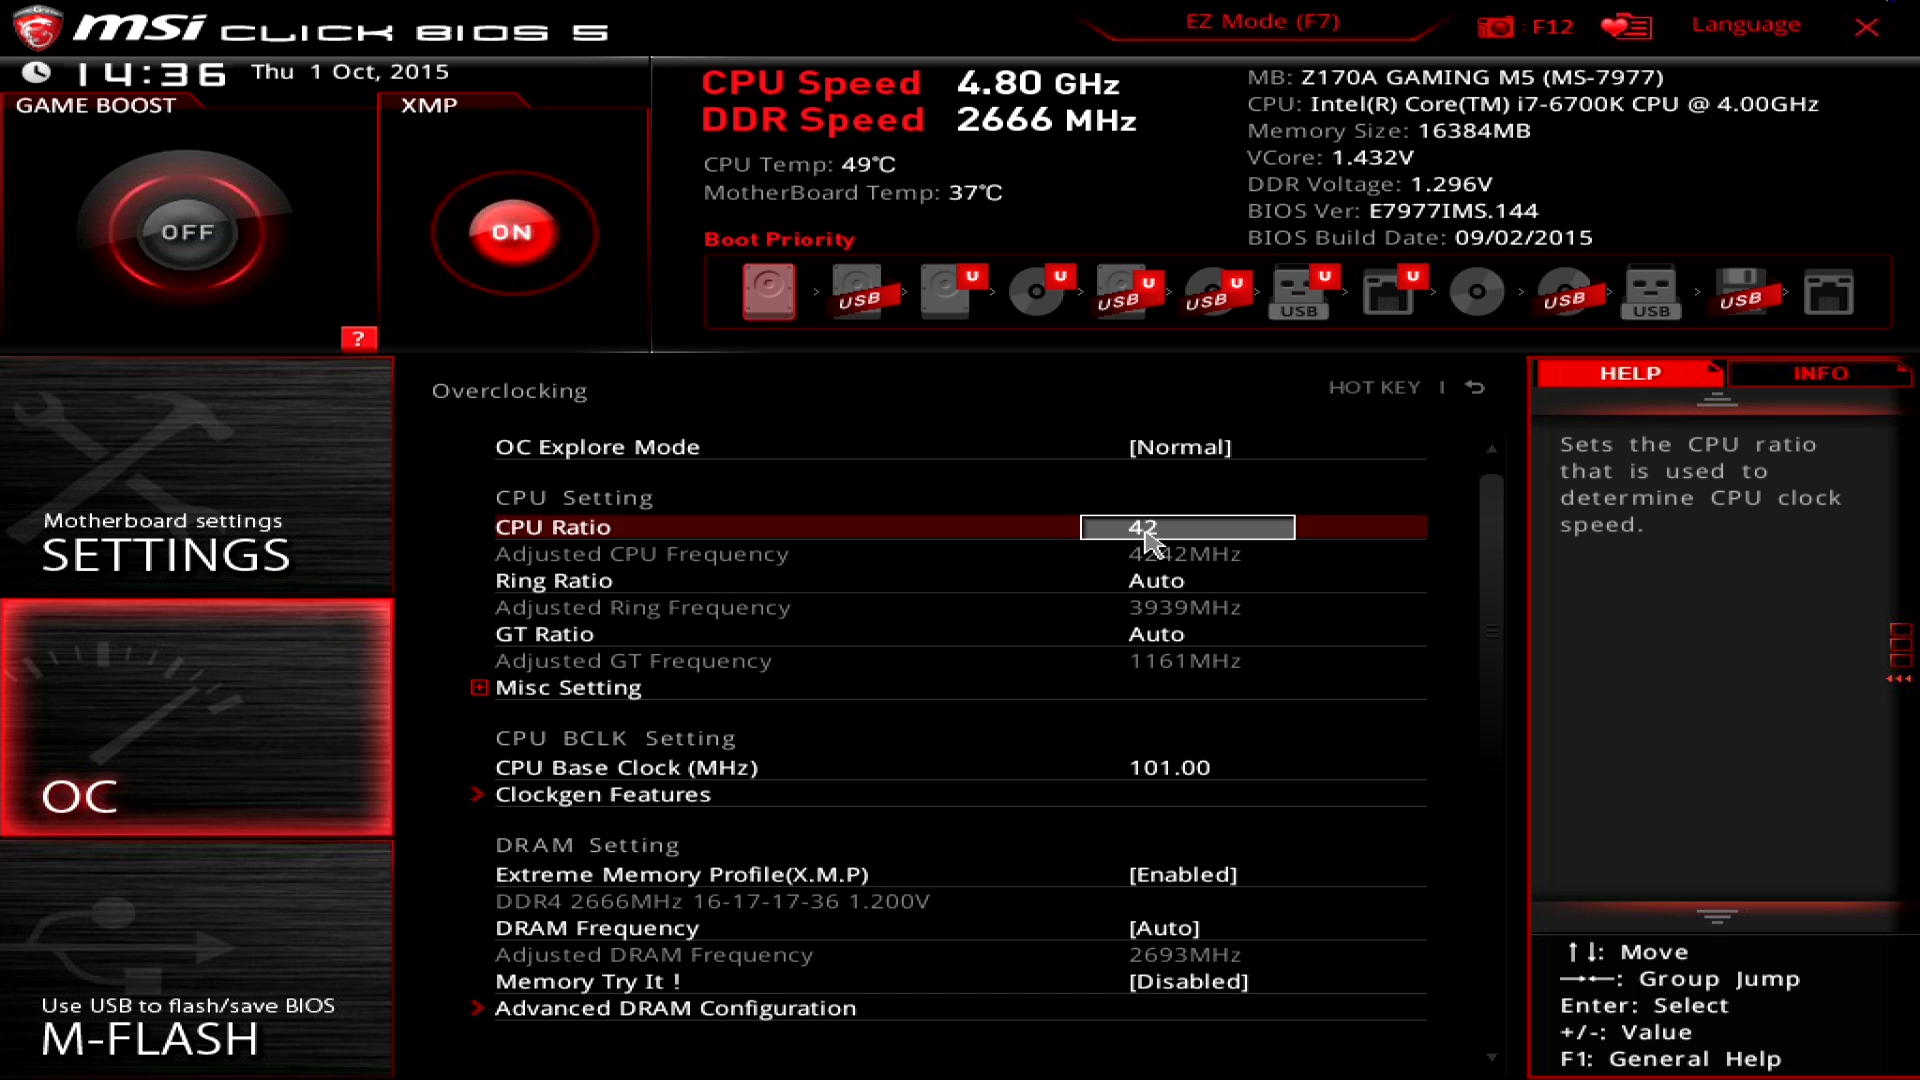 msi CLICK BIOS 5
EZ Mode (F7)
: F12
Language
14:36 Thu 1 Oct, 2015
GAME BOOST
XMP
OFF
ON
?
CPU Speed 4.80 GHz
DDR Speed 2666 MHz
CPU Temp: 49℃
MotherBoard Temp: 37℃
MB: Z170A GAMING M5 (MS-7977)
CPU: Intel(R) Core(TM) i7-6700K CPU @ 4.00GHz
Memory Size: 16384MB
VCore: 1.432V
DDR Voltage: 1.296V
BIOS Ver: E7977IMS.144
BIOS Build Date: 09/02/2015
Boot Priority
USB U U USB U USB U USB U U USB USB USB
Motherboard settings
SETTINGS
OC
Use USB to flash/save BIOS
M-FLASH
Overclocking
HOT KEY |
OC Explore Mode [Normal]
CPU Setting
CPU Ratio 42
Adjusted CPU Frequency 4242MHz
Ring Ratio Auto
Adjusted Ring Frequency 3939MHz
GT Ratio Auto
Adjusted GT Frequency 1161MHz
Misc Setting
CPU BCLK Setting
CPU Base Clock (MHz) 101.00
Clockgen Features
DRAM Setting
Extreme Memory Profile(X.M.P) [Enabled]
DDR4 2666MHz 16-17-17-36 1.200V
DRAM Frequency [Auto]
Adjusted DRAM Frequency 2693MHz
Memory Try It ! [Disabled]
Advanced DRAM Configuration
HELP
INFO
Sets the CPU ratio
that is used to
determine CPU clock
speed.
↑↓: Move
→←: Group Jump
Enter: Select
+/-: Value
F1: General Help